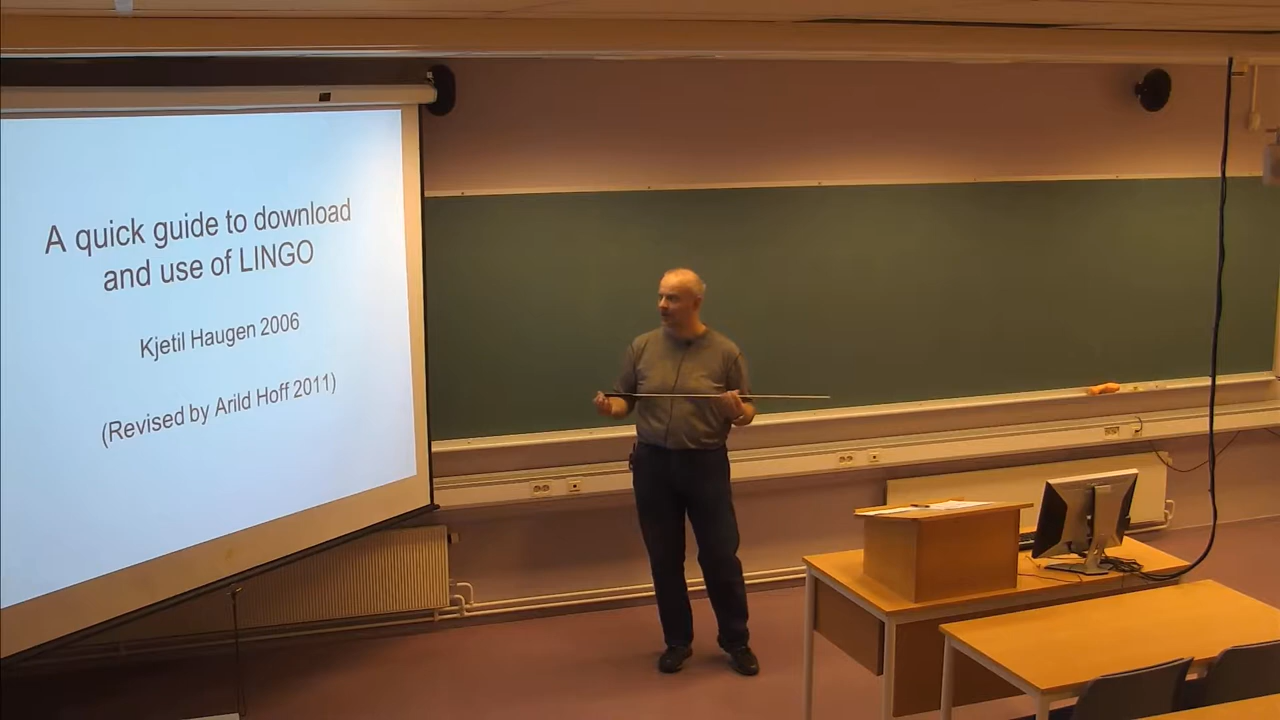 A quick guide to download
and use of LINGO
Kjetil Haugen 2006
(Revised by Arild Hoff 2011)